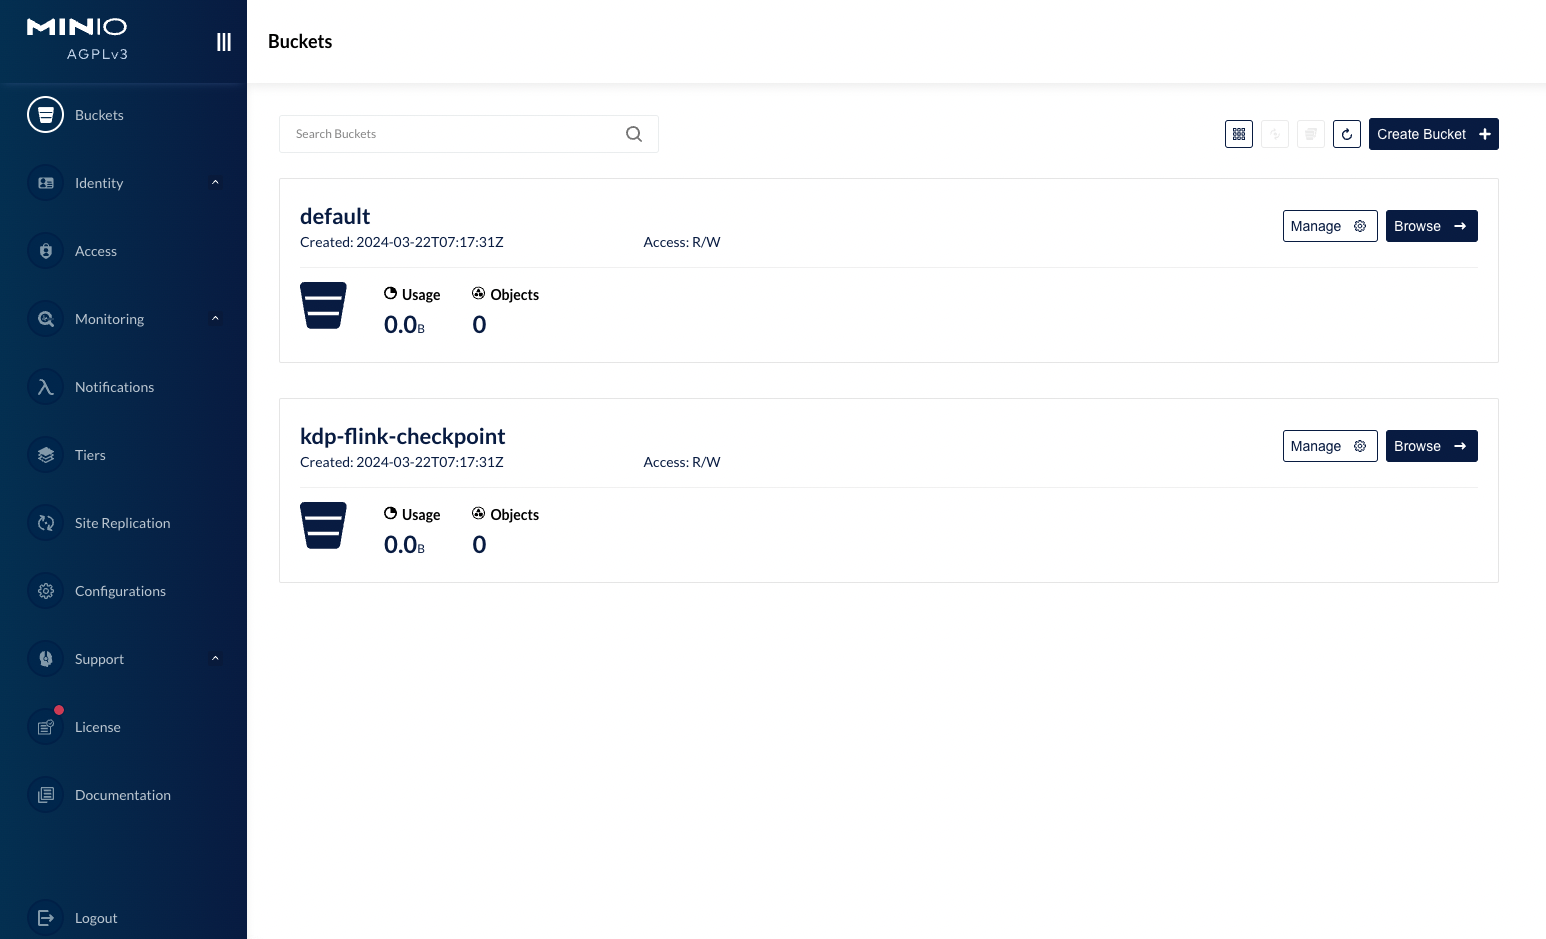 MINIO
AGPLv3
Buckets
Identity
Access
Monitoring
Notifications
Tiers
Site Replication
Configurations
Support
License
Documentation
Logout
Buckets
Search Buckets
Create Bucket
default
Created: 2024-03-22T07:17:31Z
Access: R/W
Manage
Browse
Usage
Objects
0.0B
0
kdp-flink-checkpoint
Created: 2024-03-22T07:17:31Z
Access: R/W
Manage
Browse
Usage
Objects
0.0B
0